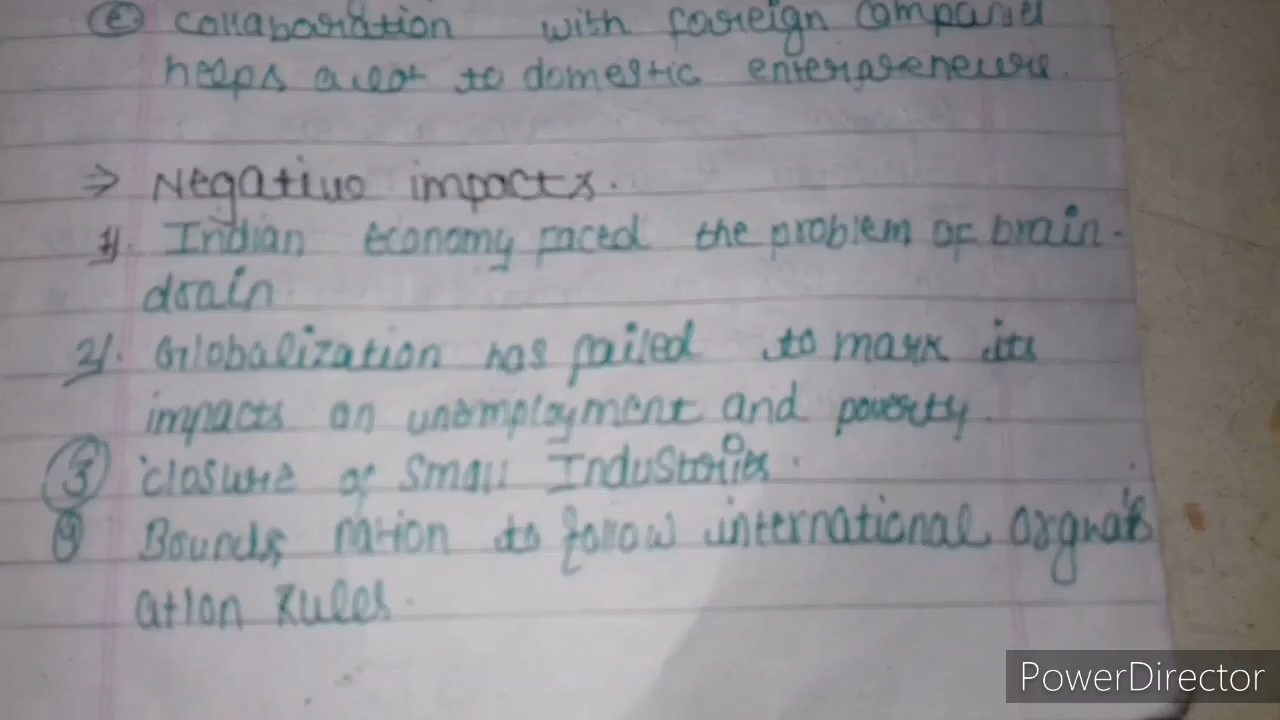 ⑥ collaboration with foreign companies
helps a lot to domestic enterpreneurs.
⇒ Negative impacts.
1). Indian economy faced the problem of brain-
drain
2). Globalization has failed to mark its
impacts on unemployment and poverty.
③ closure of small Industries.
④ Bounds nation to follow international
ation Rules.
PowerDirector